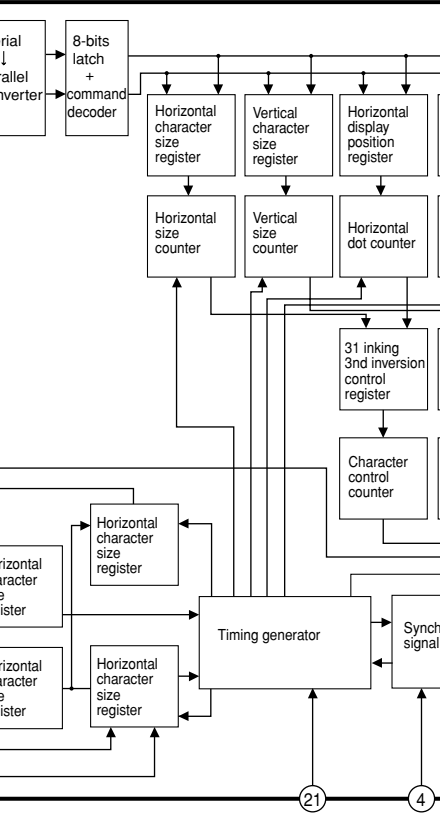 8-bits
latch
+
command
decoder
Horizontal
character
size
register
Vertical
character
size
register
Horizontal
display
position
register
Horizontal
size
counter
Vertical
size
counter
Horizontal
dot counter
31 inking
3nd inversion
control
register
Character
control
counter
Horizontal
character
size
register
Timing generator
signal
Horizontal
character
size
register
21
4